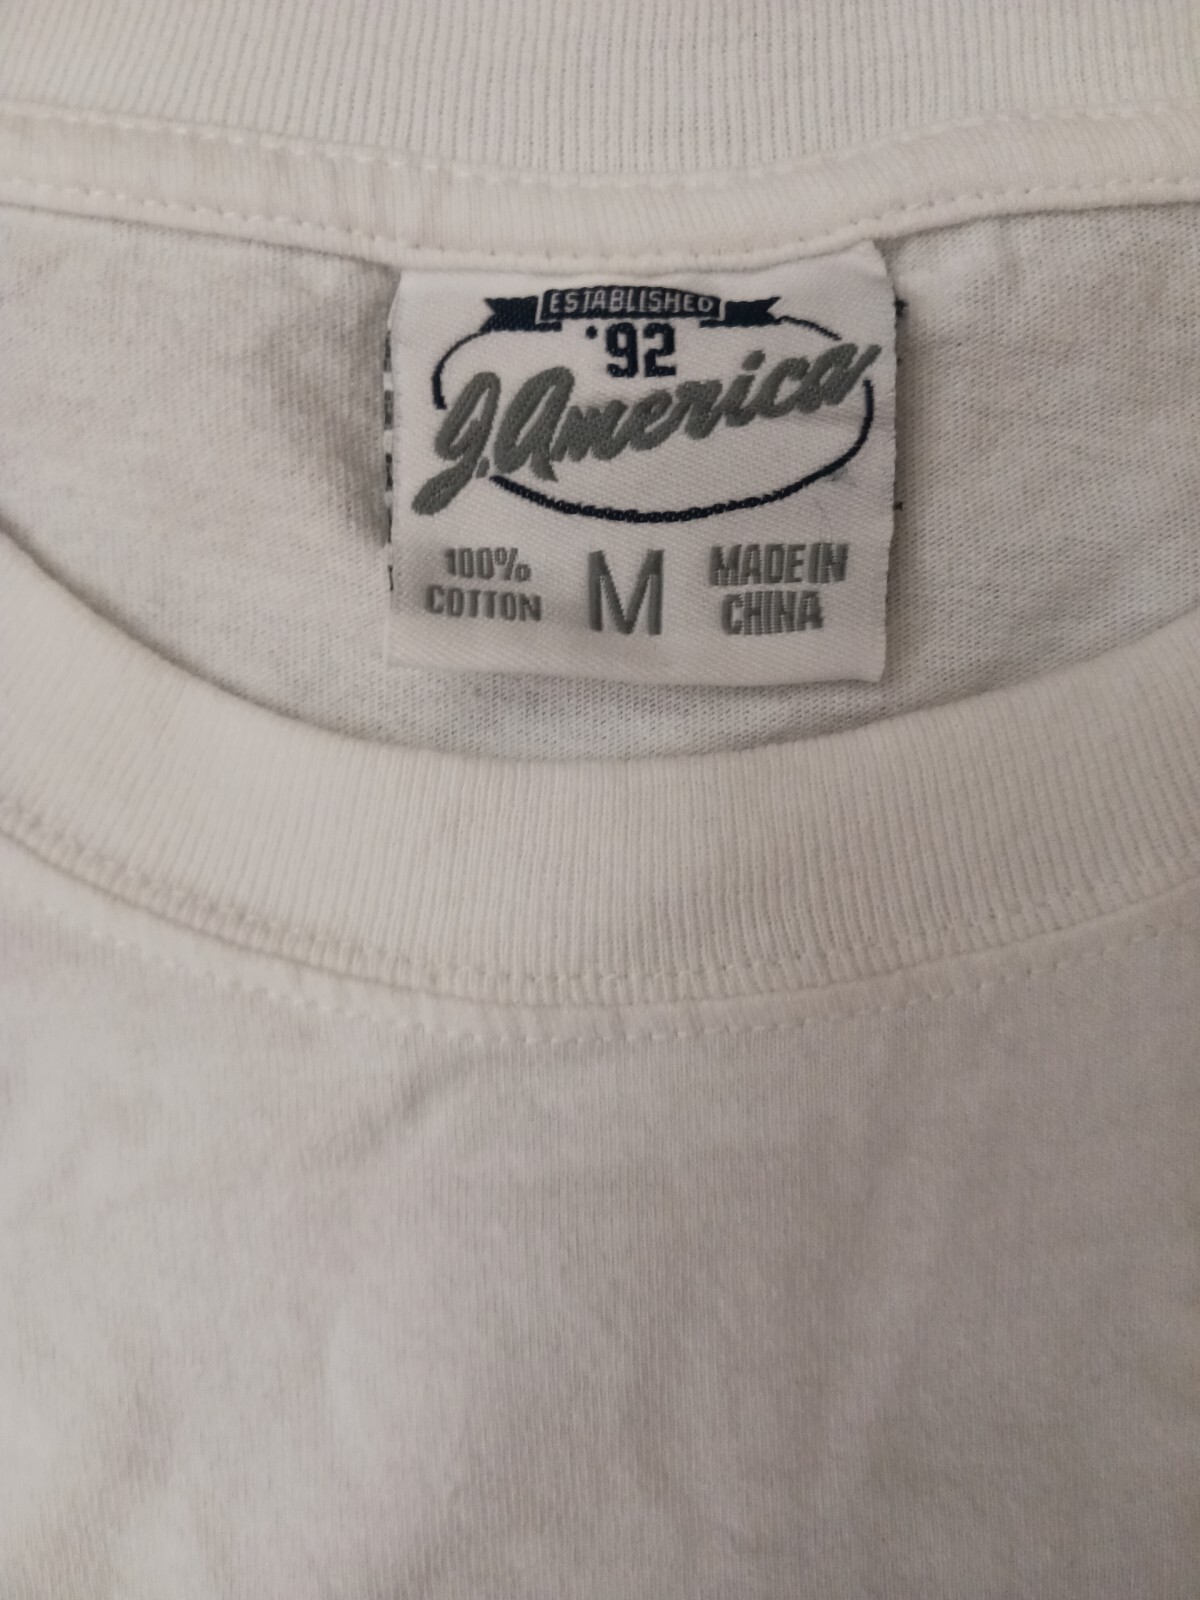 ESTABLISHED
'92
J. America
100%
COTTON
M
MADE IN
CHINA